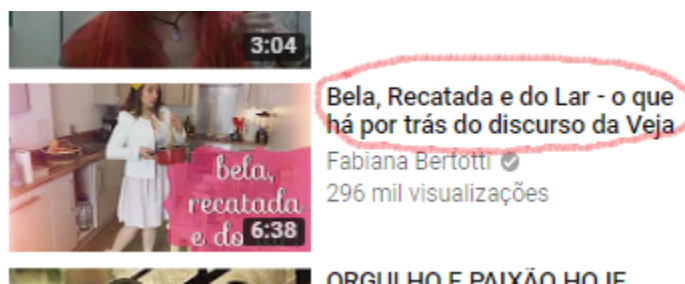 3:04
bela,
recatada
e do
6:38
Bela, Recatada e do Lar - o que
há por trás do discurso da Veja
Fabiana Bertotti
296 mil visualizações
ORGULHO E PAIXÃO HOJE